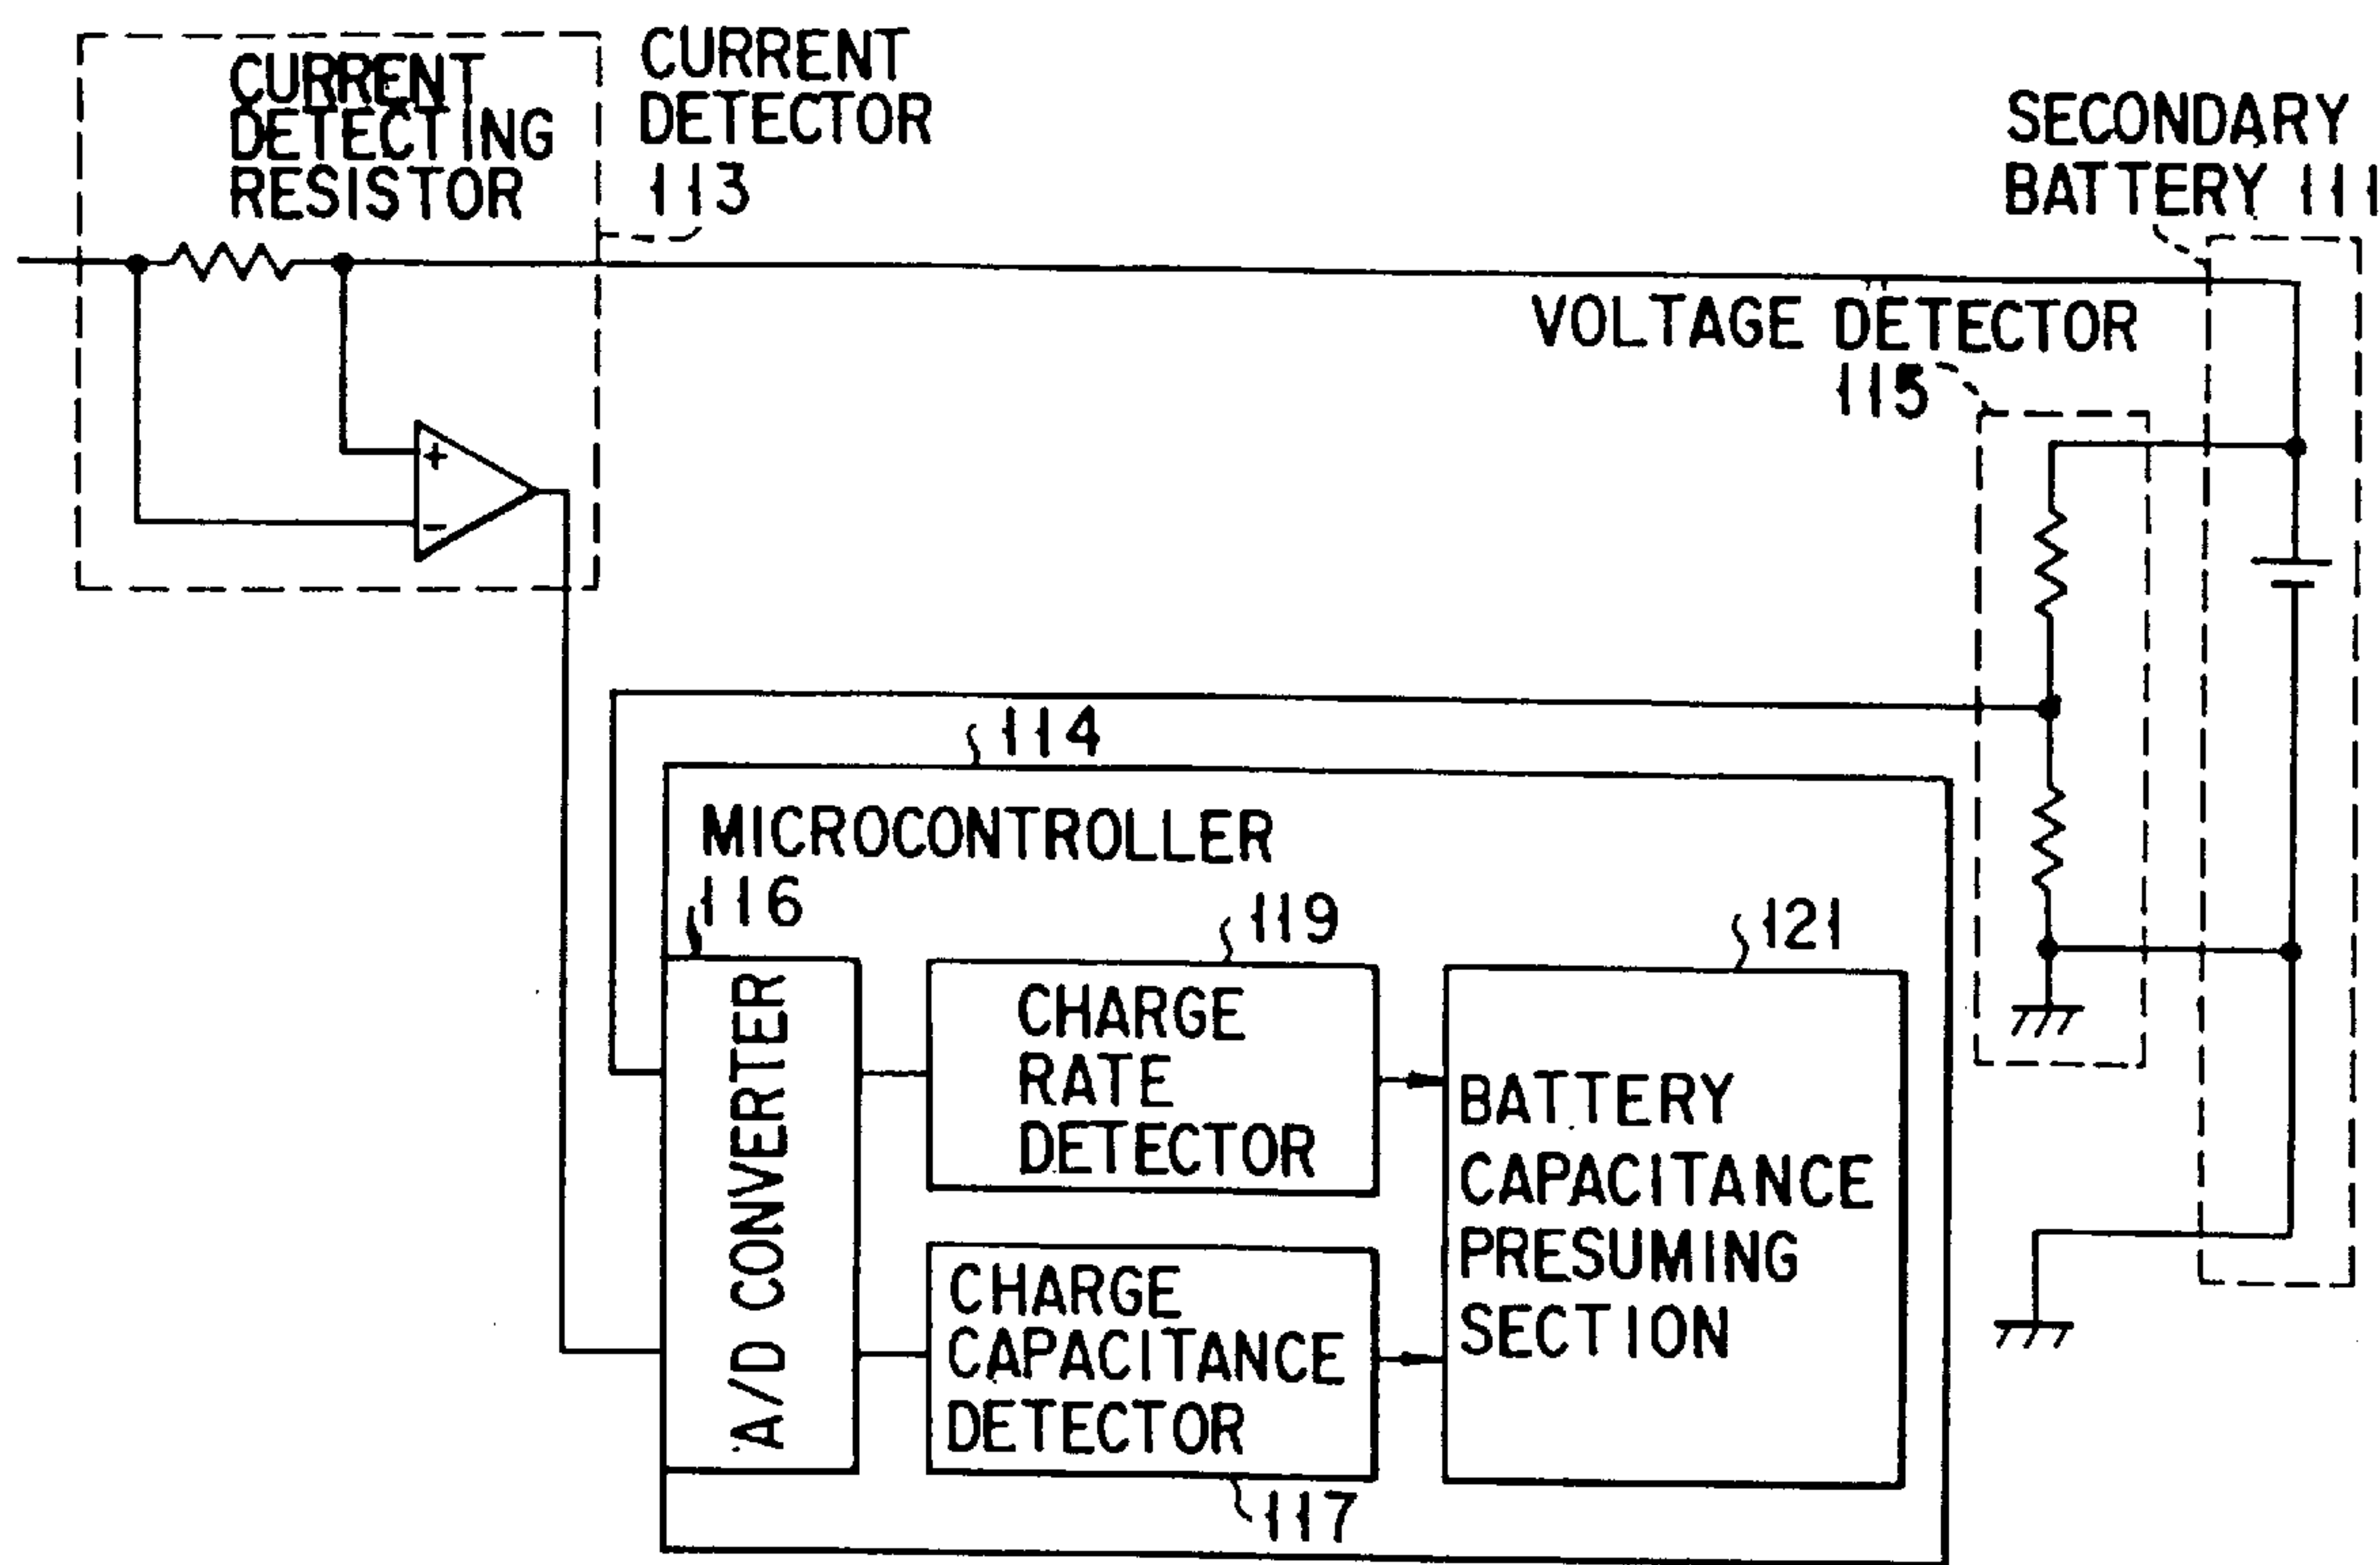 CURRENT
DETECTING
RESISTOR
CURRENT
DETECTOR
113
SECONDARY
BATTERY 111
VOLTAGE DETECTOR
115
+
−
114
MICROCONTROLLER
116
119
121
A/D CONVERTER
CHARGE
RATE
DETECTOR
BATTERY
CAPACITANCE
PRESUMING
SECTION
CHARGE
CAPACITANCE
DETECTOR
117